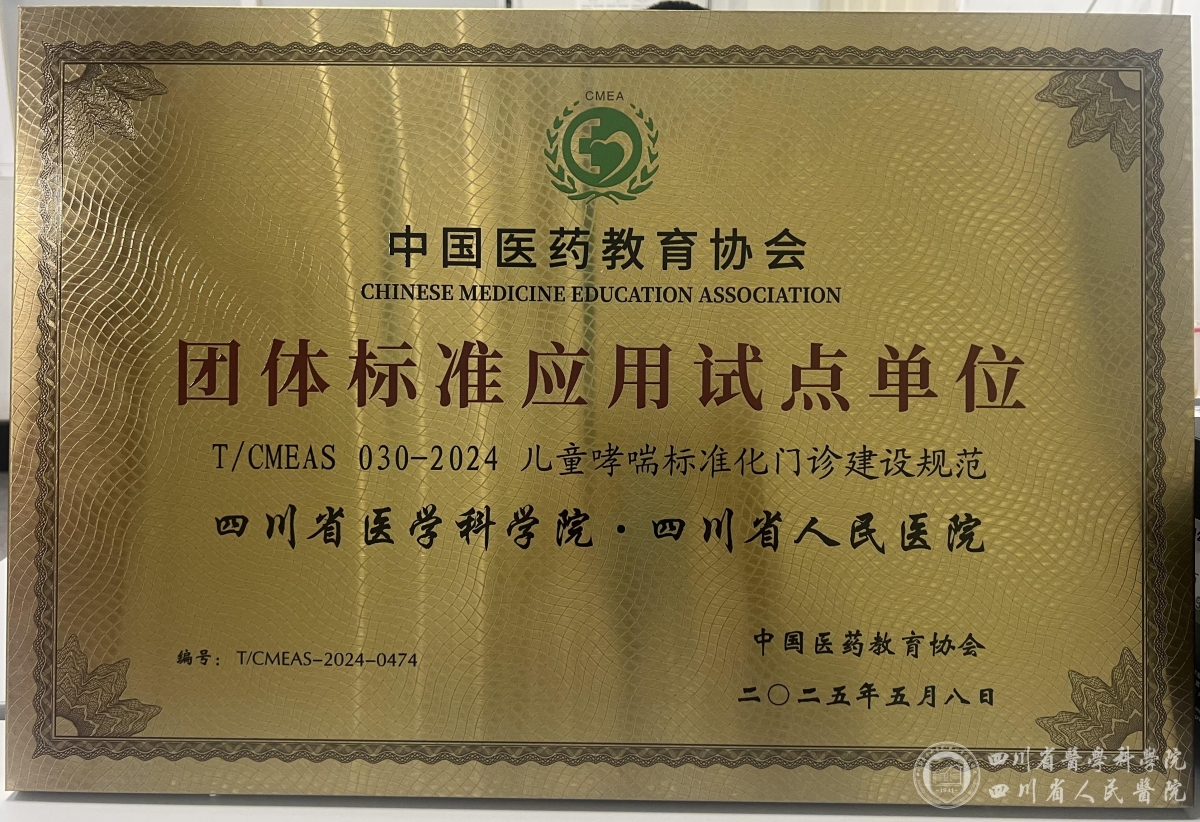 CMEA
中国医药教育协会
CHINESE MEDICINE EDUCATION ASSOCIATION
团体标准应用试点单位
T/CMEAS 030-2024 儿童哮喘标准化门诊建设规范
四川省医学科学院·四川省人民医院
编号：T/CMEAS-2024-0474
中国医药教育协会
二〇二五年五月八日
四川省醫學科学院
四川省人民醫院
1941